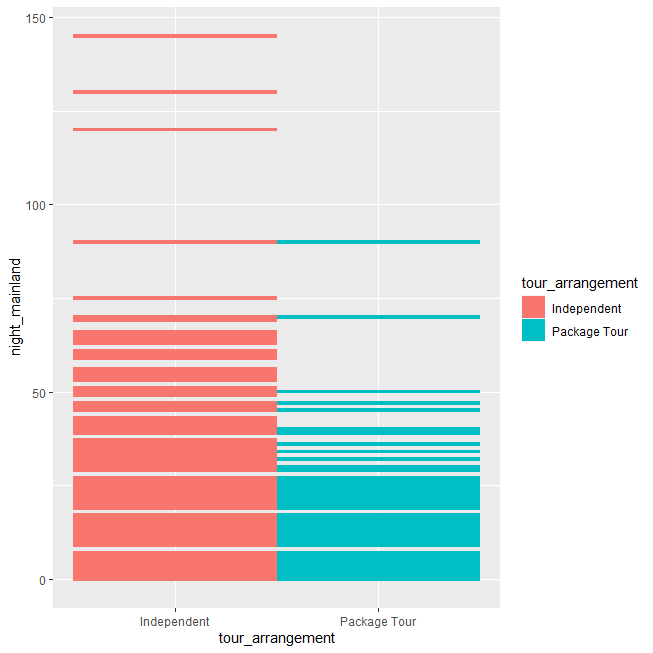 150
100
50
0
night_mainland
Independent
Package Tour
tour_arrangement
tour_arrangement
Independent
Package Tour